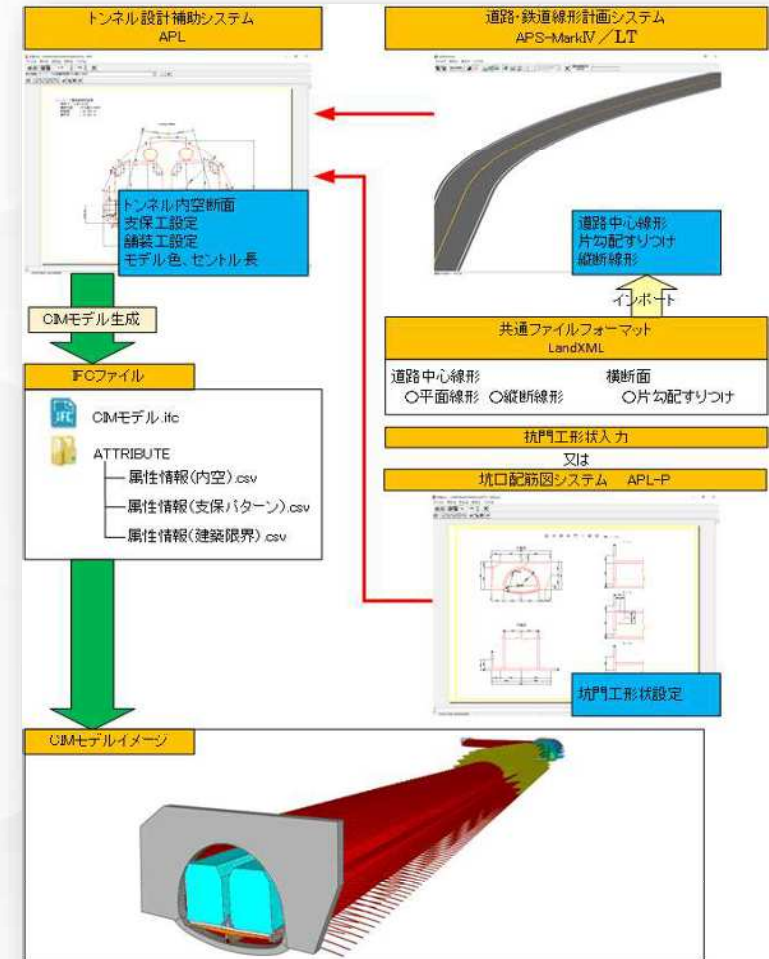 トンネル設計補助システム
APL
道路・鉄道線形計画システム
APS-MarkⅣ／LT
トンネル内空断面
支保工設定
舗装工設定
モデル色、セントル長
道路中心線形
片勾配すりつけ
縦断線形
インポート
CIMモデル生成
共通ファイルフォーマット
LandXML
道路中心線形
横断面
○平面線形 ○縦断線形
○片勾配すりつけ
IFCファイル
IFC
CIMモデル.ifc
ATTRIBUTE
属性情報(内空).csv
属性情報(支保パターン).csv
属性情報(建築限界).csv
坑門工形状入力
又は
坑口配筋図システム APL-P
坑門工形状設定
CIMモデルイメージ